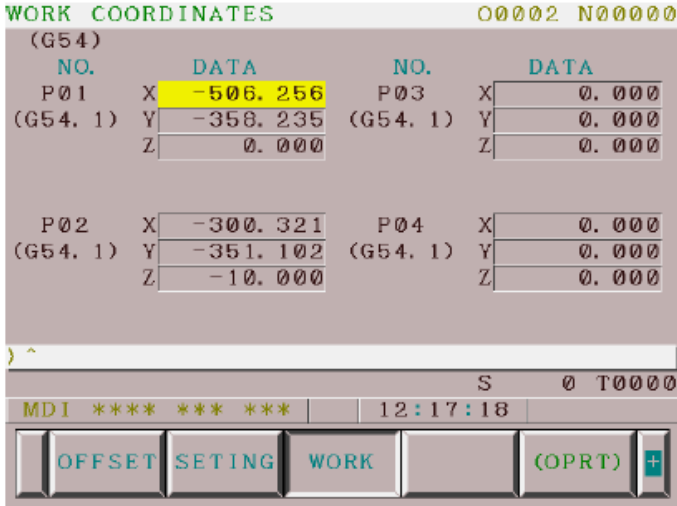 WORK COORDINATES O0002 N00000
(G54)
NO. DATA NO. DATA
P01 X -506. 256 P03 X 0. 000
(G54. 1) Y -358. 235 (G54. 1) Y 0. 000
Z 0. 000 Z 0. 000
P02 X -300. 321 P04 X 0. 000
(G54. 1) Y -351. 102 (G54. 1) Y 0. 000
Z -10. 000 Z 0. 000
) ^
S 0 T0000
MDI **** *** *** 12:17:18
OFFSET SETING WORK (OPRT) +